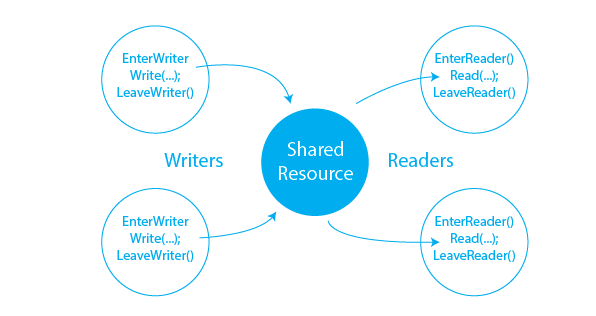 EnterWriter
Write(...);
LeaveWriter()
EnterReader()
Read(...);
LeaveReader()
Writers
Shared
Resource
Readers
EnterWriter
Write(...);
LeaveWriter()
EnterReader()
Read(...);
LeaveReader()